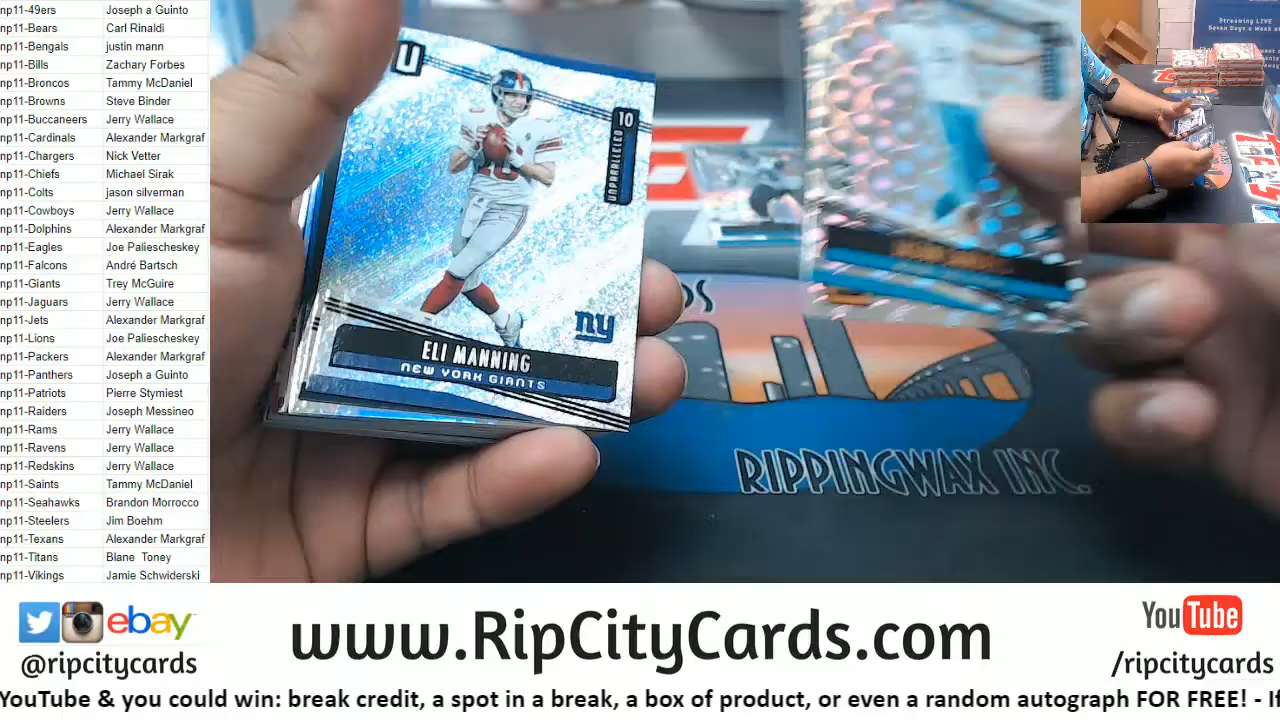 np11-49ers Joseph a Guinto
np11-Bears Carl Rinaldi
np11-Bengals justin mann
np11-Bills Zachary Forbes
np11-Broncos Tammy McDaniel
np11-Browns Steve Binder
np11-Buccaneers Jerry Wallace
np11-Cardinals Alexander Markgraf
np11-Chargers Nick Vetter
np11-Chiefs Michael Sirak
np11-Colts jason silverman
np11-Cowboys Jerry Wallace
np11-Dolphins Alexander Markgraf
np11-Eagles Joe Paliescheskey
np11-Falcons André Bartsch
np11-Giants Trey McGuire
np11-Jaguars Jerry Wallace
np11-Jets Alexander Markgraf
np11-Lions Joe Paliescheskey
np11-Packers Alexander Markgraf
np11-Panthers Joseph a Guinto
np11-Patriots Pierre Stymiest
np11-Raiders Joseph Messineo
np11-Rams Jerry Wallace
np11-Ravens Jerry Wallace
np11-Redskins Jerry Wallace
np11-Saints Tammy McDaniel
np11-Seahawks Brandon Morrocco
np11-Steelers Jim Boehm
np11-Texans Alexander Markgraf
np11-Titans Blane Toney
np11-Vikings Jamie Schwiderski
U
10
UNPARALLELED
10
ny
ELI MANNING
NEW YORK GIANTS
RIPPINGWAX INC.
Streaming LIVE
Seven Days a Week at
ebay
@ripcitycards
www.RipCityCards.com
YouTube
/ripcitycards
YouTube & you could win: break credit, a spot in a break, a box of product, or even a random autograph FOR FREE! - If